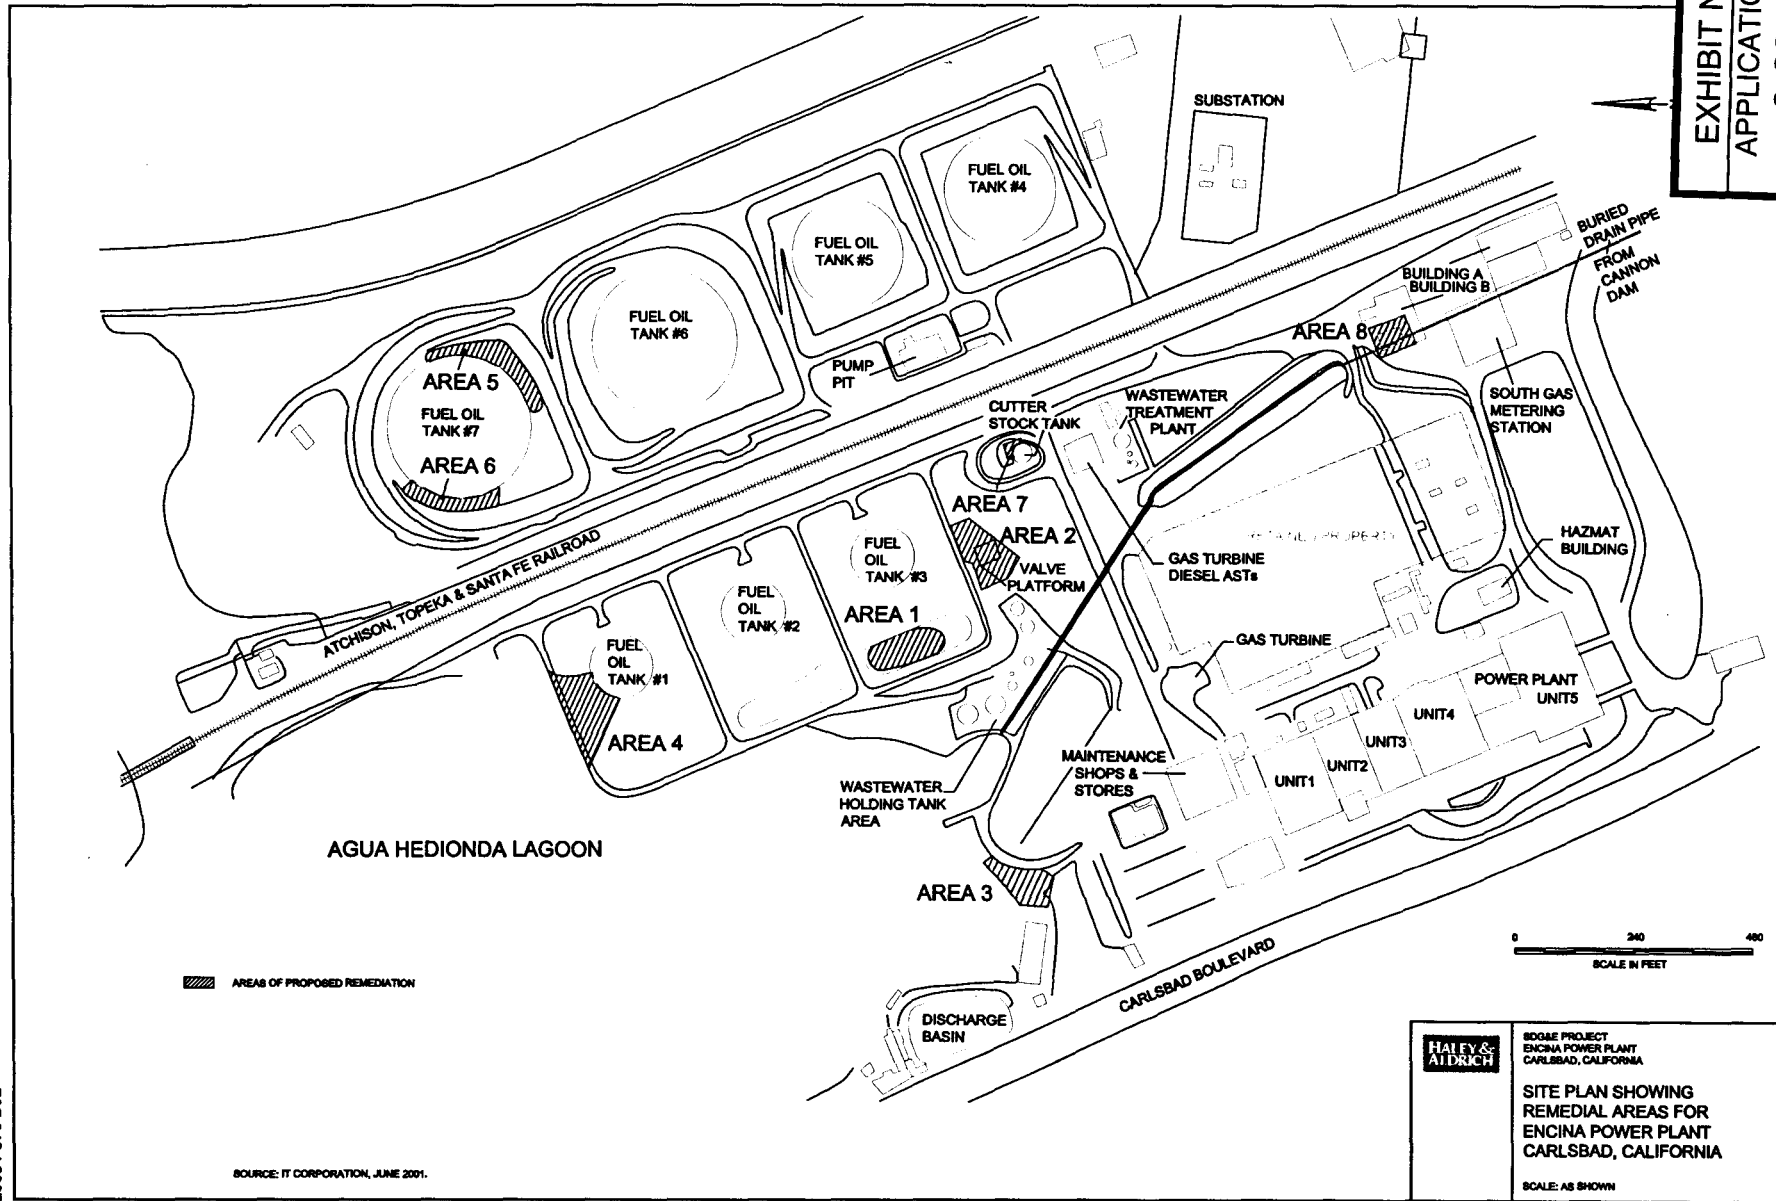 EXHIBIT N
APPLICATIO
SUBSTATION
FUEL OIL
TANK #4
FUEL OIL
TANK #5
FUEL OIL
TANK #6
BURIED
DRAIN PIPE
FROM
CANNON
DAM
BUILDING A
BUILDING B
AREA 8
PUMP
PIT
AREA 5
FUEL OIL
TANK #7
AREA 6
CUTTER
STOCK TANK
WASTEWATER
TREATMENT
PLANT
SOUTH GAS
METERING
STATION
AREA 7
AREA 2
VALVE
PLATFORM
HAZMAT
BUILDING
GAS TURBINE
DIESEL ASTs
ATCHISON, TOPEKA & SANTA FE RAILROAD
FUEL
OIL
TANK #3
FUEL
OIL
TANK #2
AREA 1
FUEL
OIL
TANK #1
GAS TURBINE
POWER PLANT
UNIT5
UNIT4
UNIT3
UNIT2
UNIT1
AREA 4
MAINTENANCE
SHOPS &
STORES
WASTEWATER
HOLDING TANK
AREA
AGUA HEDIONDA LAGOON
AREA 3
CARLSBAD BOULEVARD
0 240 480
SCALE IN FEET
AREAS OF PROPOSED REMEDIATION
DISCHARGE
BASIN
HALEY &
ALDRICH
SDG&E PROJECT
ENCINA POWER PLANT
CARLSBAD, CALIFORNIA
SITE PLAN SHOWING
REMEDIAL AREAS FOR
ENCINA POWER PLANT
CARLSBAD, CALIFORNIA
SCALE: AS SHOWN
SOURCE: IT CORPORATION, JUNE 2001.